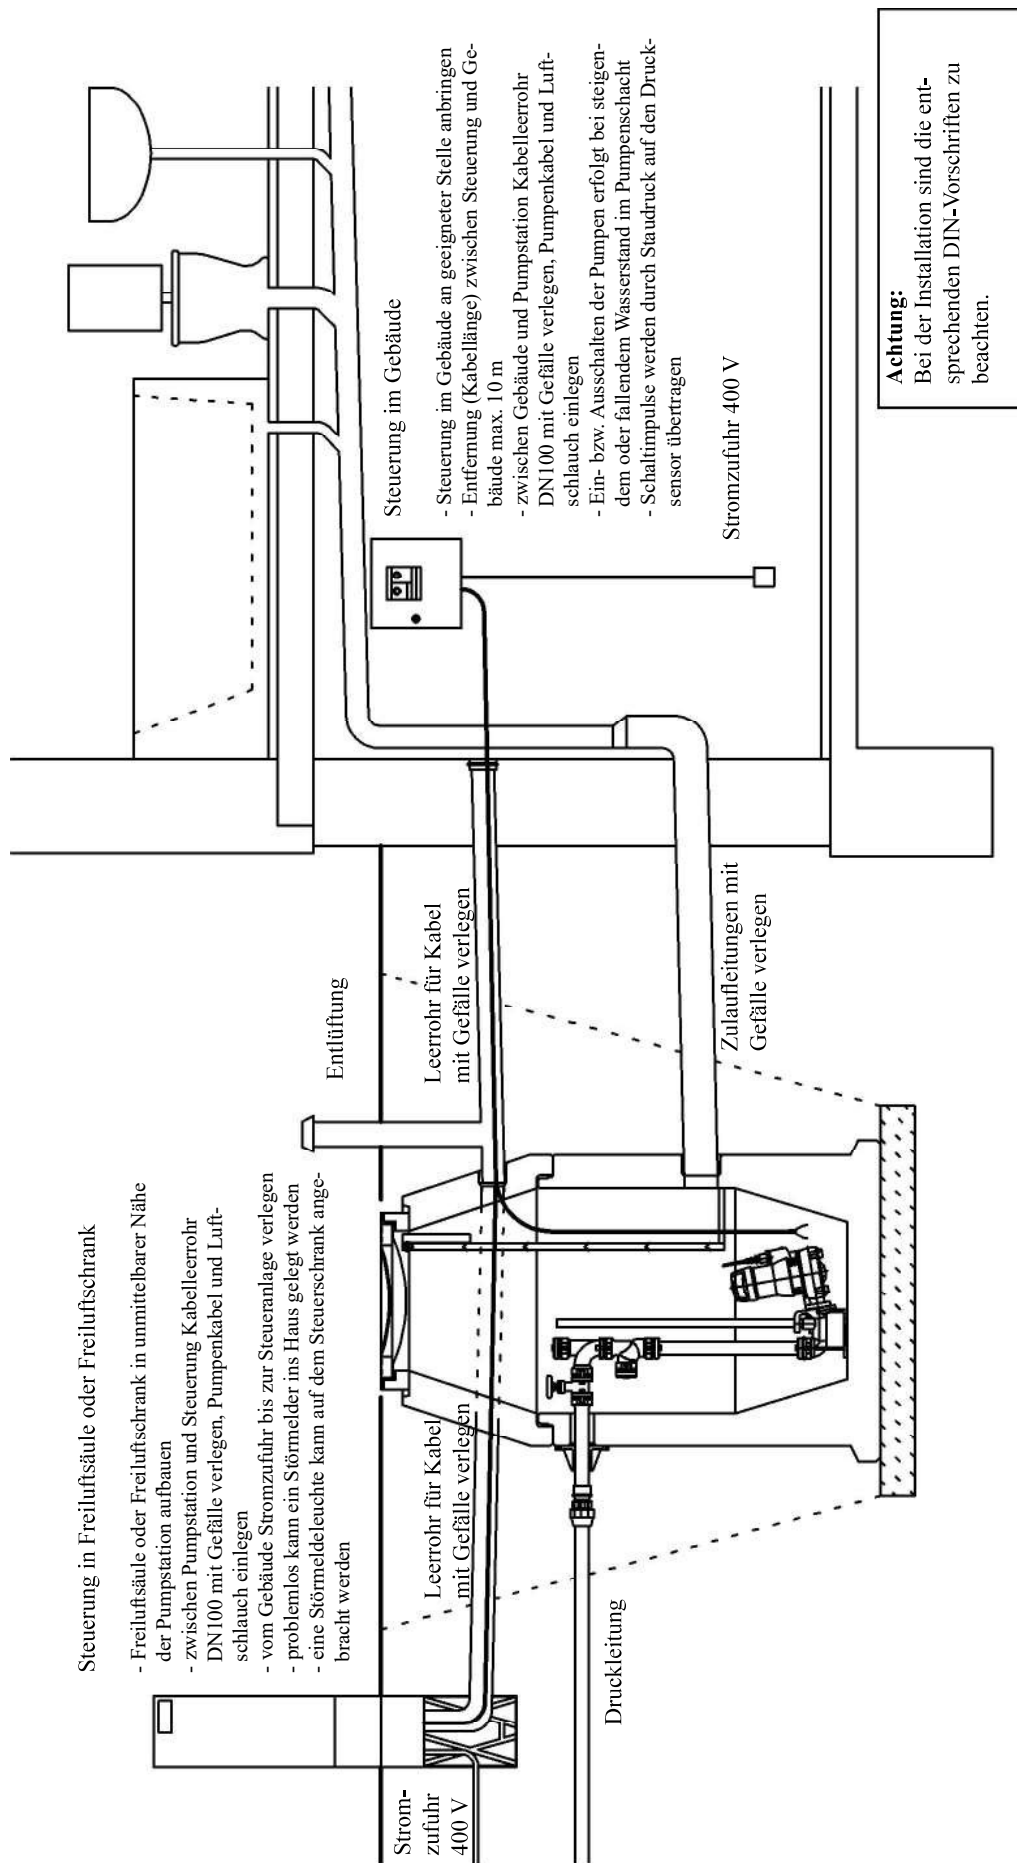 Steuerung in Freiluftsäule oder Freiluftschrank
- Freiluftsäule oder Freiluftschrank in unmittelbarer Nähe
der Pumpstation aufbauen
- zwischen Pumpstation und Steuerung Kabelleerrohr
DN100 mit Gefälle verlegen, Pumpenkabel und Luft-
schlauch einlegen
- vom Gebäude Stromzufuhr bis zur Steueranlage verlegen
- problemlos kann ein Störmelder ins Haus gelegt werden
- eine Störmeldeleuchte kann auf dem Steuerschrank ange-
bracht werden
Strom-
zufuhr
400 V
Leerrohr für Kabel
mit Gefälle verlegen
Druckleitung
Entlüftung
Leerrohr für Kabel
mit Gefälle verlegen
Zulaufleitungen mit
Gefälle verlegen
Steuerung im Gebäude
- Steuerung im Gebäude an geeigneter Stelle anbringen
- Entfernung (Kabellänge) zwischen Steuerung und Ge-
bäude max. 10 m
- zwischen Gebäude und Pumpstation Kabelleerrohr
DN100 mit Gefälle verlegen, Pumpenkabel und Luft-
schlauch einlegen
- Ein- bzw. Ausschalten der Pumpen erfolgt bei steigen-
dem oder fallendem Wasserstand im Pumpenschacht
- Schaltimpulse werden durch Staudruck auf den Druck-
sensor übertragen
Stromzufuhr 400 V
Achtung:
Bei der Installation sind die ent-
sprechenden DIN-Vorschriften zu
beachten.